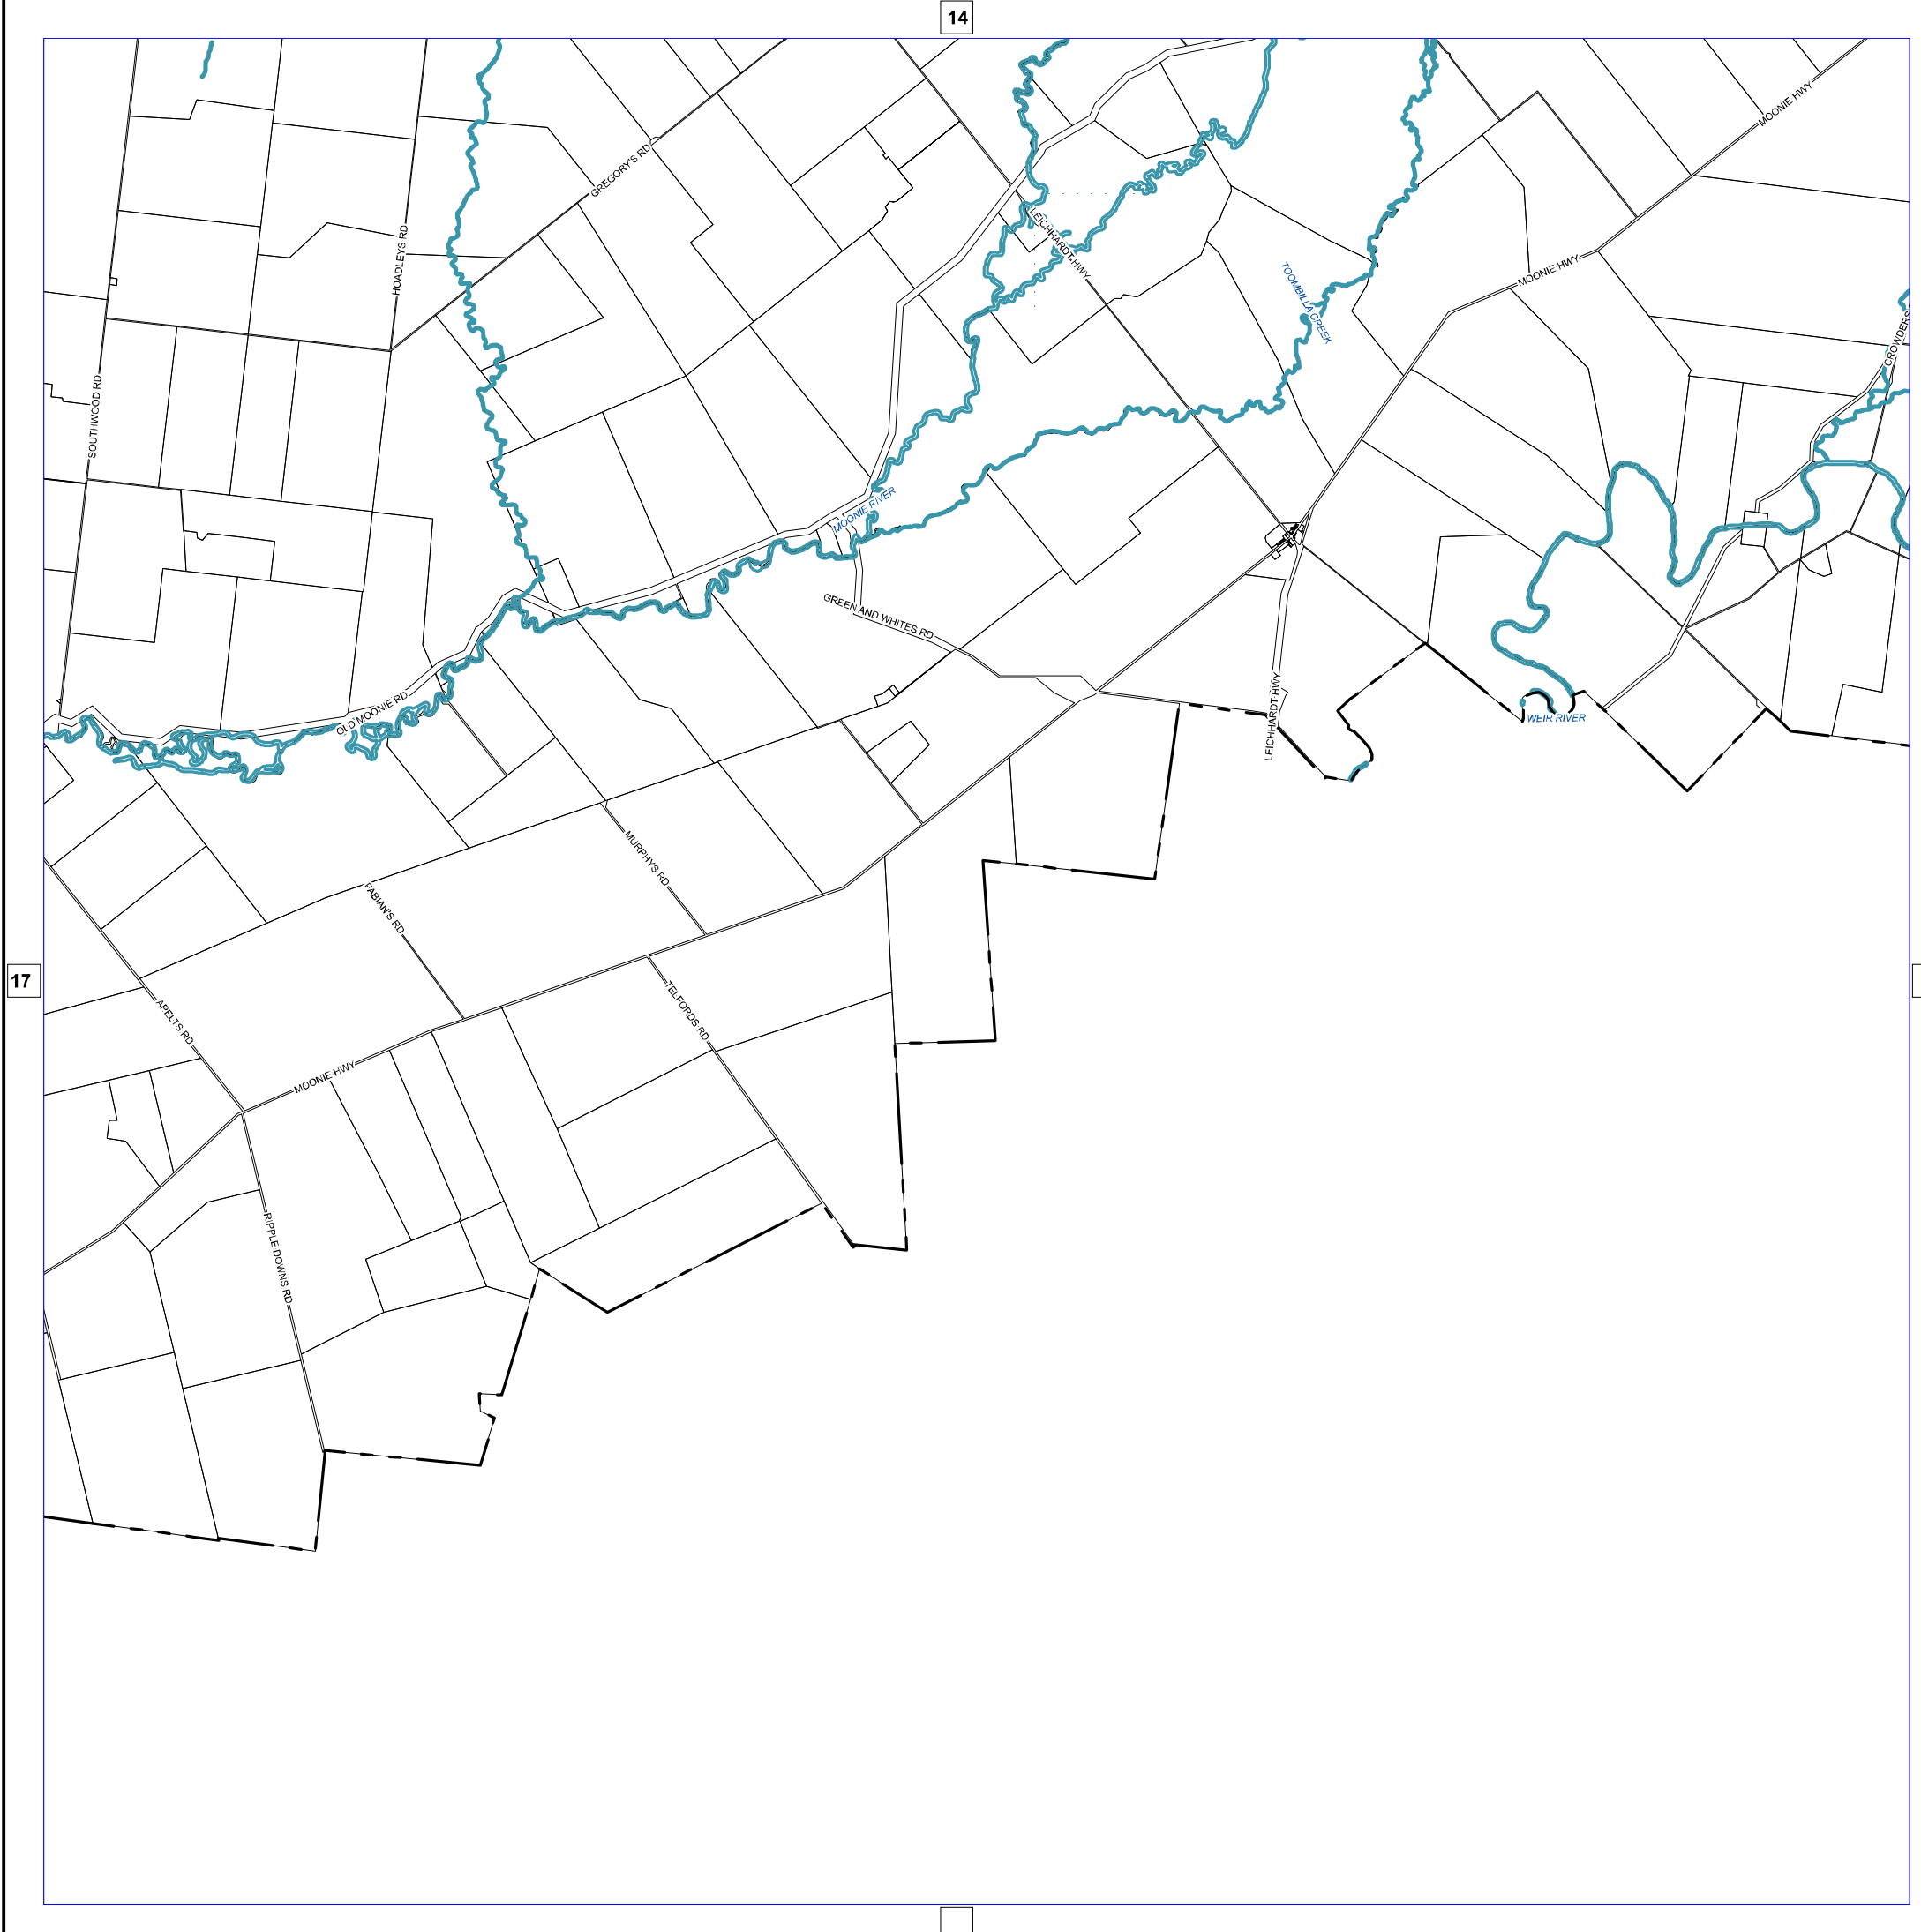 14
MOONIE HWY
GREGORY'S RD
HOADLEYS RD
LEICHHARDT HWY
MOONIE HWY
TOOMBILLA CREEK
CROWDERS
SOUTHWOOD RD
MOONIE RIVER
GREEN AND WHITES RD
OLD MOONIE RD
LEICHHARDT HWY
WEIR RIVER
MURPHYS RD
FABIAN'S RD
17
APELTS RD
TELFORDS RD
MOONIE HWY
RIPPLE DOWNS RD